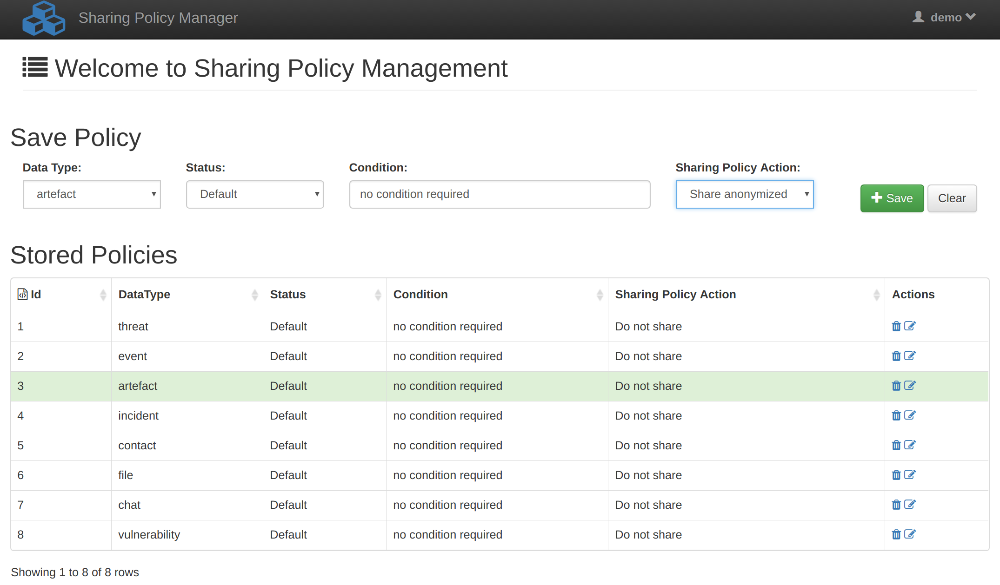 Sharing Policy Manager demo
Welcome to Sharing Policy Management
Save Policy
Data Type: Status: Condition: Sharing Policy Action:
artefact Default no condition required Share anonymized Save Clear
Stored Policies
Id DataType Status Condition Sharing Policy Action Actions
1 threat Default no condition required Do not share
2 event Default no condition required Do not share
3 artefact Default no condition required Do not share
4 incident Default no condition required Do not share
5 contact Default no condition required Do not share
6 file Default no condition required Do not share
7 chat Default no condition required Do not share
8 vulnerability Default no condition required Do not share
Showing 1 to 8 of 8 rows